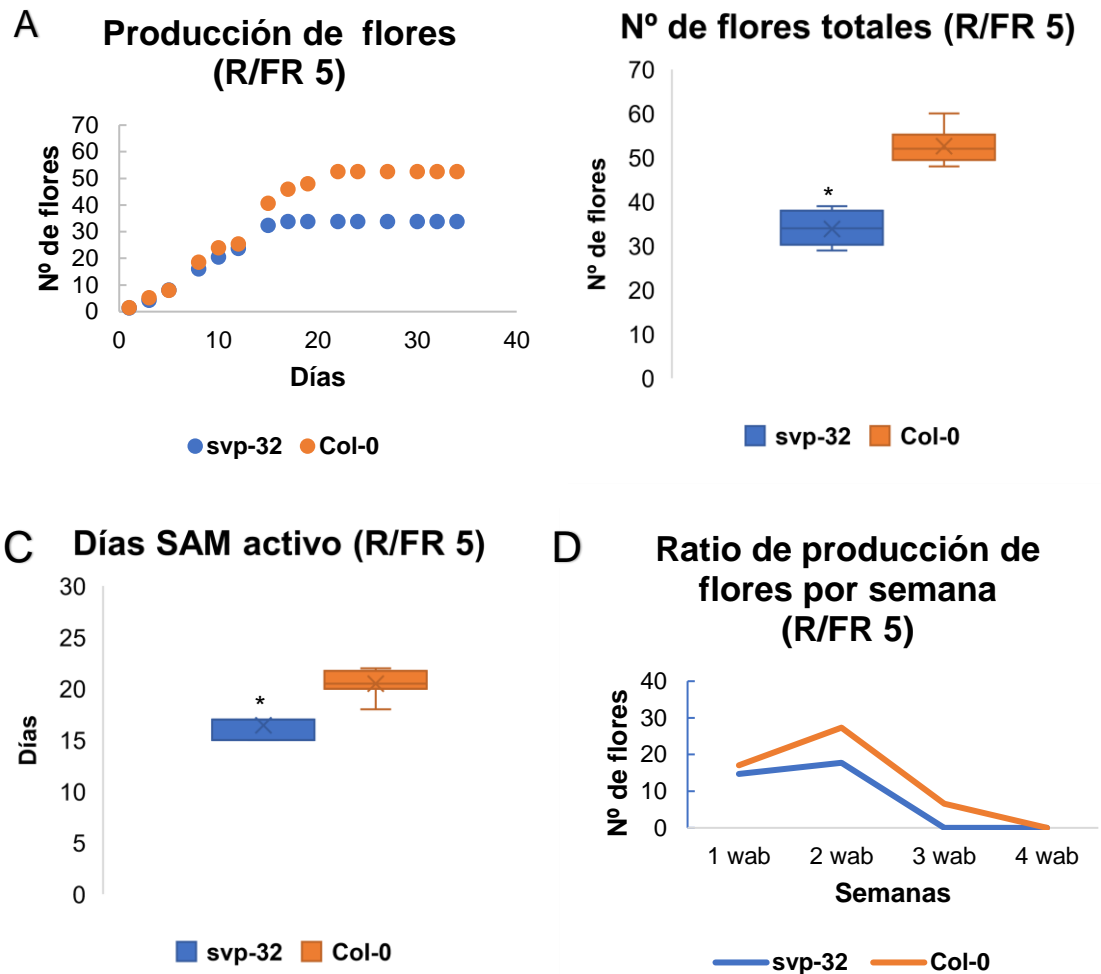 A
Producción de flores
(R/FR 5)
Nº de flores
70
60
50
40
30
20
10
0
0 10 20 30 40
Días
svp-32 Col-0
Nº de flores totales (R/FR 5)
Nº de flores
70
60
50
40
30
20
10
0
*
svp-32 Col-0
C
Días SAM activo (R/FR 5)
Días
30
25
20
15
10
5
0
*
svp-32 Col-0
D
Ratio de producción de
flores por semana
(R/FR 5)
Nº de flores
40
30
20
10
0
1 wab 2 wab 3 wab 4 wab
Semanas
svp-32 Col-0